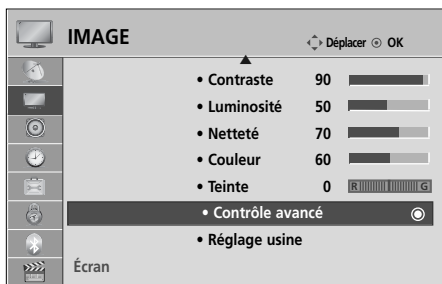 IMAGE
Déplacer OK
• Contraste 90
• Luminosité 50
• Netteté 70
• Couleur 60
• Teinte 0 R G
• Contrôle avancé
• Réglage usine
Écran